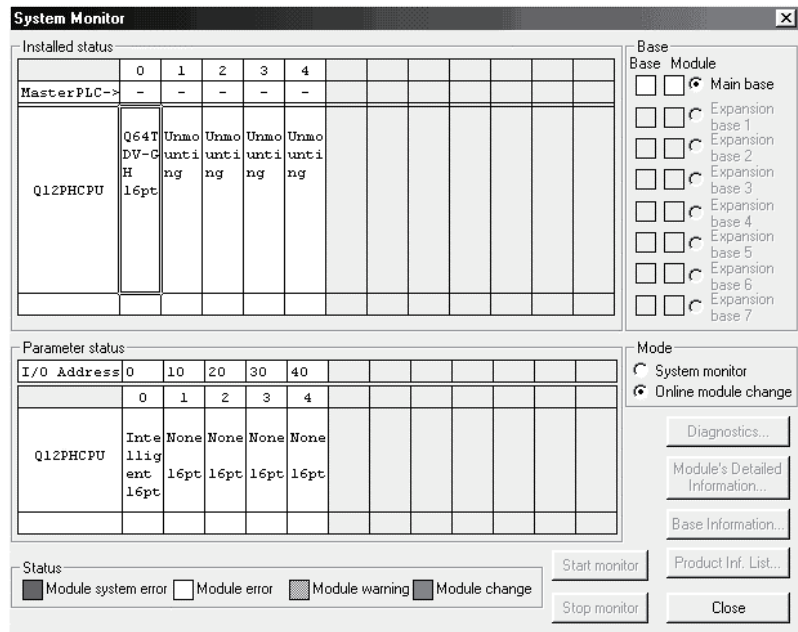 System Monitor
Installed status
0 1 2 3 4
MasterPLC-> - - - - -
Q64T Unmo Unmo Unmo Unmo
DV-G unti unti unti unti
H ng ng ng ng
Q12PHCPU 16pt
Base
Base Module
Main base
Expansion
base 1
Expansion
base 2
Expansion
base 3
Expansion
base 4
Expansion
base 5
Expansion
base 6
Expansion
base 7
Parameter status
I/O Address 0 10 20 30 40
0 1 2 3 4
Inte None None None None
Q12PHCPU llig
ent 16pt 16pt 16pt 16pt
16pt
Mode
System monitor
Online module change
Diagnostics...
Module's Detailed
Information...
Base Information...
Product Inf. List...
Close
Status
Module system error Module error Module warning Module change
Start monitor
Stop monitor